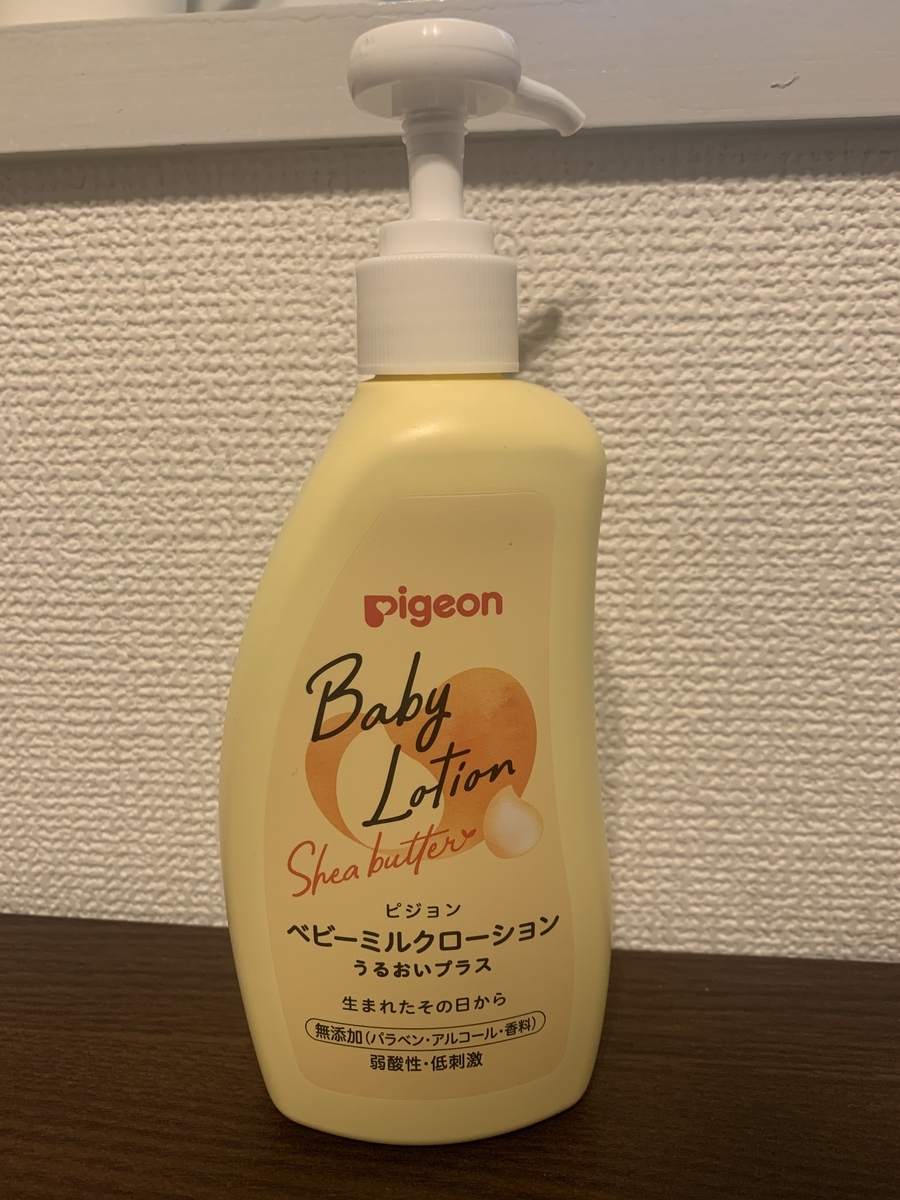 pigeon
Baby
Lotion
Shea butter
ピジョン
ベビーミルクローション
うるおいプラス
生まれたその日から
無添加(パラベン・アルコール・香料)
弱酸性・低刺激